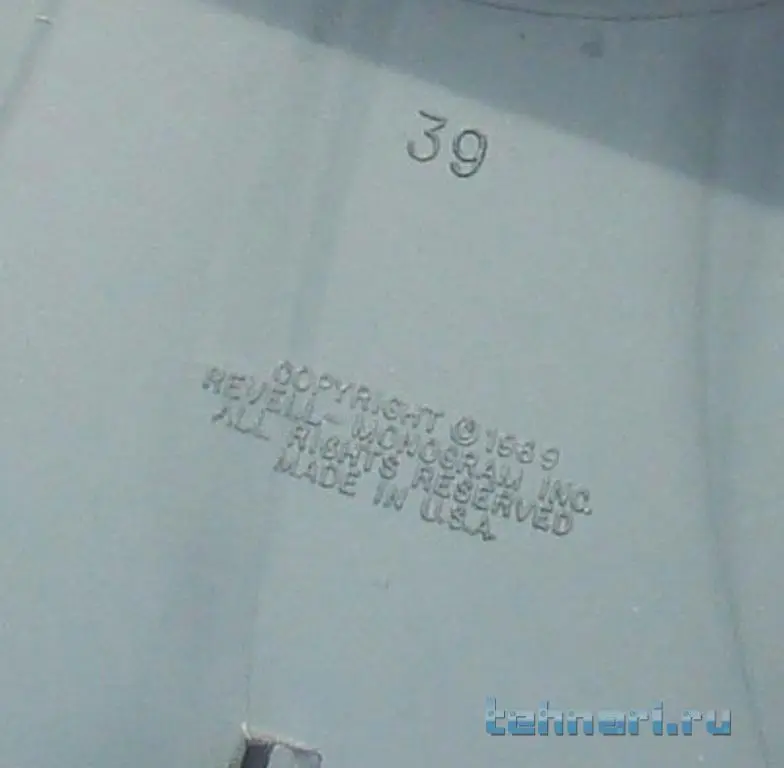 39
COPYRIGHT © 1989
REVELL-MONOGRAM INC.
ALL RIGHTS RESERVED
MADE IN U.S.A.
tehnari.ru